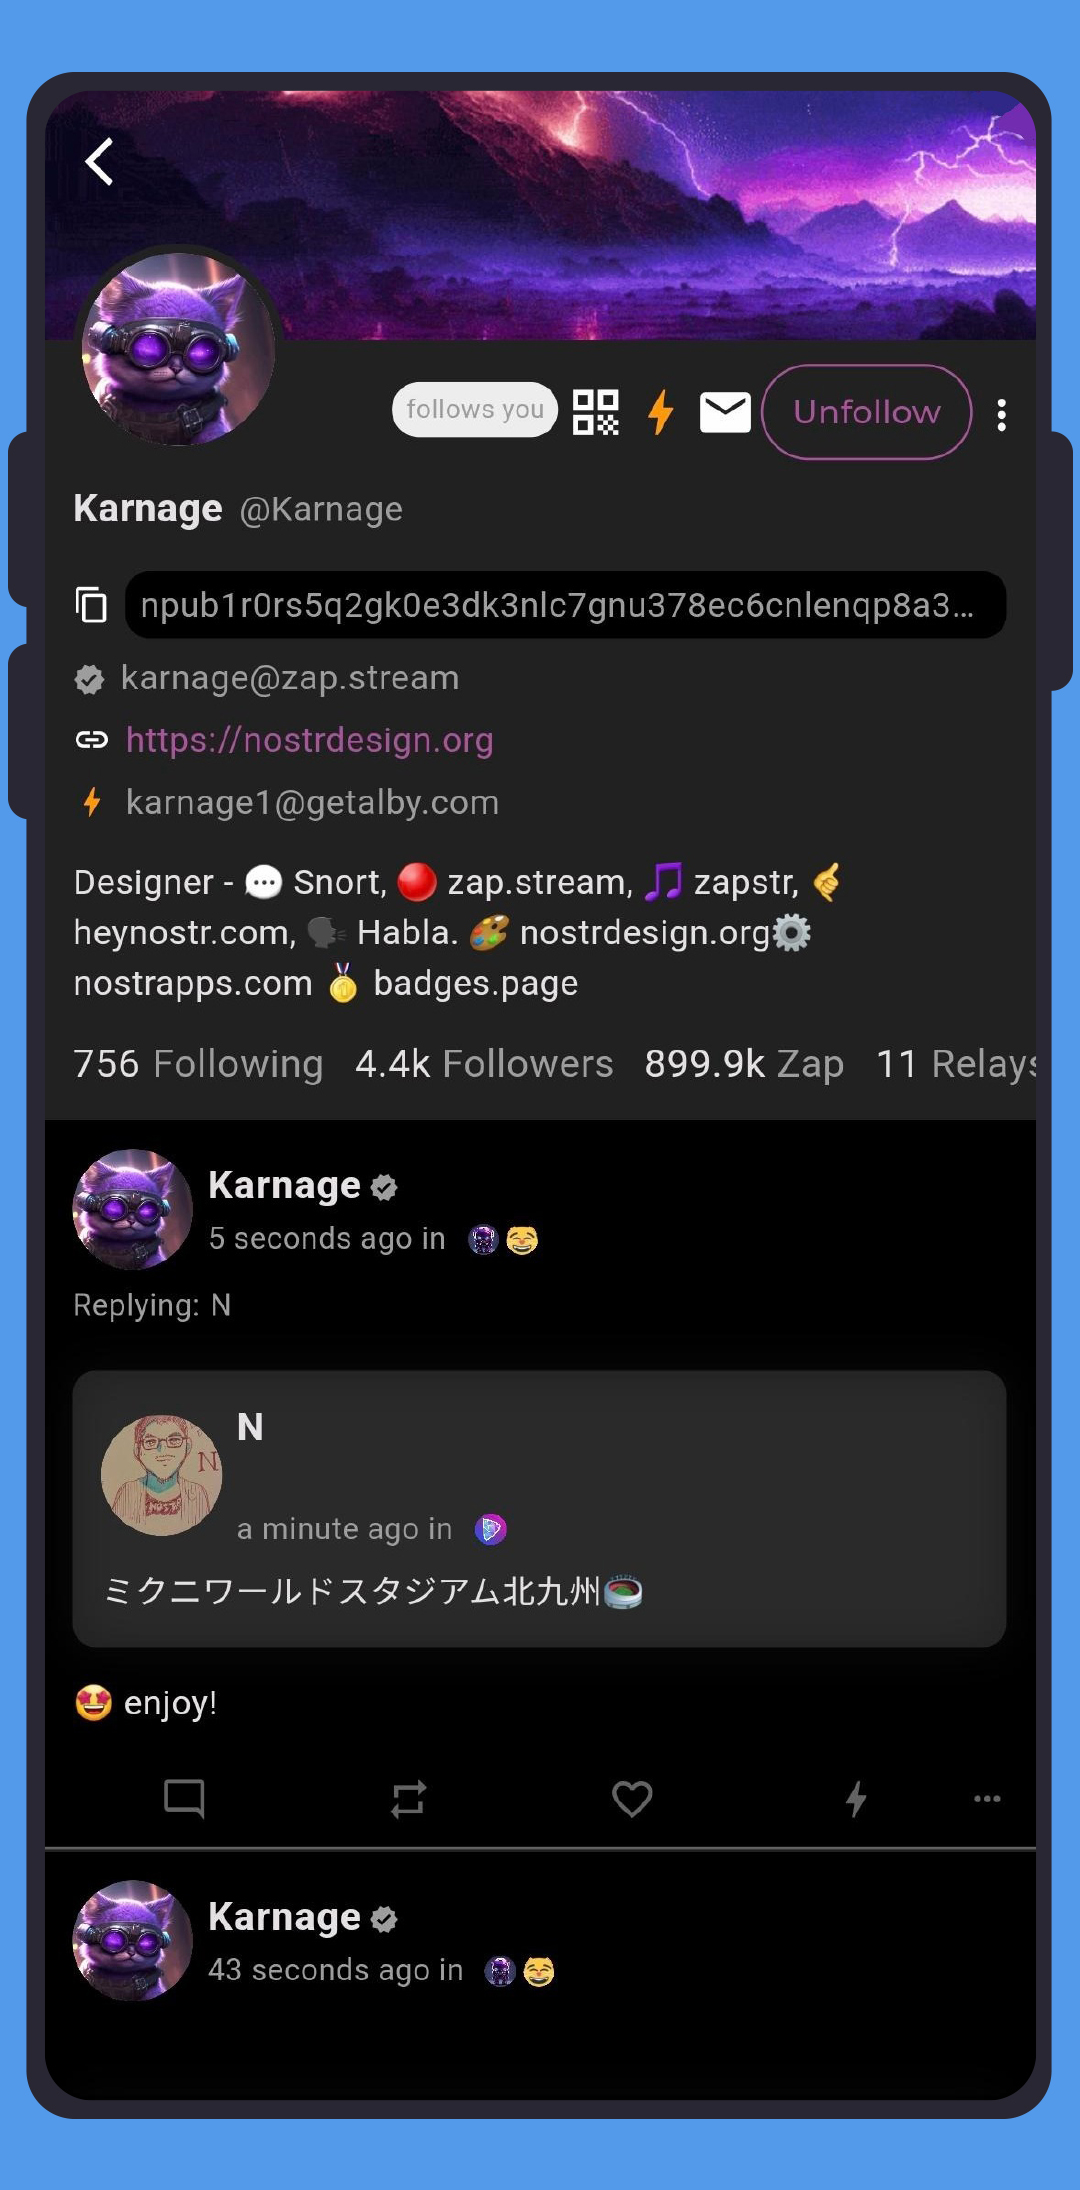 follows you
Unfollow
Karnage @Karnage
npub1r0rs5q2gk0e3dk3nlc7gnu378ec6cnlenqp8a3...
karnage@zap.stream
https://nostrdesign.org
karnage1@getalby.com
Designer - 💬 Snort, 🔴 zap.stream, 🎵 zapstr, 🤙
heynostr.com, 🗣 Habla. 🎨 nostrdesign.org⚙️
nostrapps.com 🏅 badges.page
756 Following 4.4k Followers 899.9k Zap 11 Relays
Karnage
5 seconds ago in
Replying: N
N
N
a minute ago in
ミクニワールドスタジアム北九州🏟
🤩 enjoy!
Karnage
43 seconds ago in